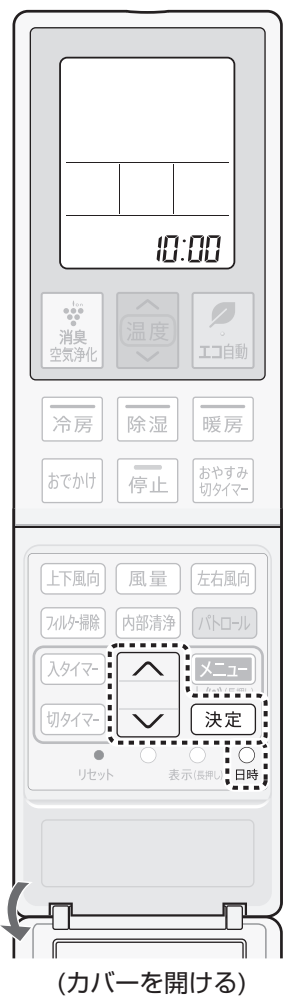 10:00
Ion
消臭
空気浄化
温度
エコ自動
冷房
除湿
暖房
おでかけ
停止
おやすみ
切タイマー
上下風向
風量
左右風向
フィルター掃除
内部清浄
パトロール
入タイマー
メニュー
切タイマー
決定
リセット
表示(長押し)
日時
(カバーを開ける)